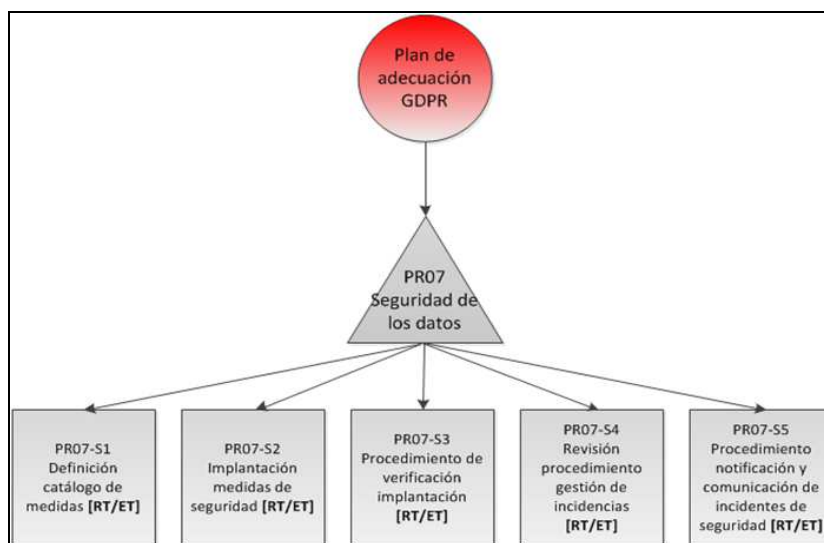 Plan de
adecuación
GDPR
PR07
Seguridad de
los datos
PR07-S1
Definición
catálogo de
medidas [RT/ET]
PR07-S2
Implantación
medidas de
seguridad [RT/ET]
PR07-S3
Procedimiento de
verificación
implantación
[RT/ET]
PR07-S4
Revisión
procedimiento
gestión de
incidencias
[RT/ET]
PR07-S5
Procedimiento
notificación y
comunicación de
incidentes de
seguridad [RT/ET]